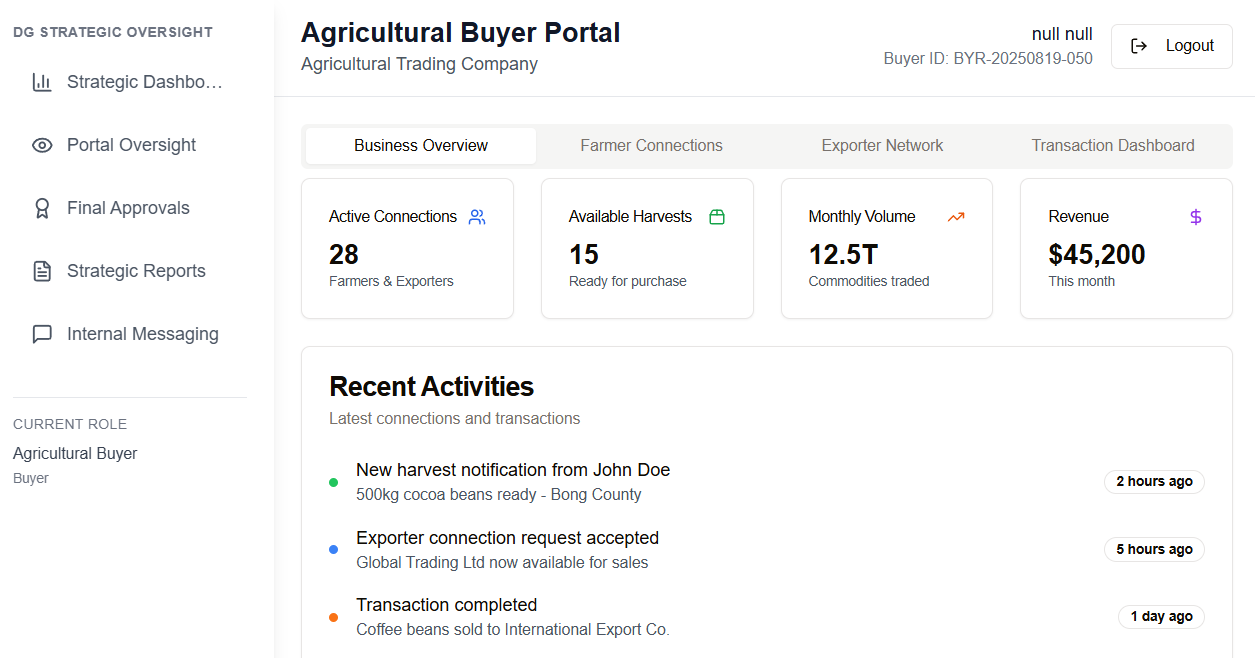 DG STRATEGIC OVERSIGHT
Strategic Dashbo...
Portal Oversight
Final Approvals
Strategic Reports
Internal Messaging
CURRENT ROLE
Agricultural Buyer
Buyer
Agricultural Buyer Portal
Agricultural Trading Company
null null
Buyer ID: BYR-20250819-050
Logout
Business Overview
Farmer Connections
Exporter Network
Transaction Dashboard
Active Connections
28
Farmers & Exporters
Available Harvests
15
Ready for purchase
Monthly Volume
12.5T
Commodities traded
Revenue
$45,200
This month
Recent Activities
Latest connections and transactions
New harvest notification from John Doe
500kg cocoa beans ready - Bong County
2 hours ago
Exporter connection request accepted
Global Trading Ltd now available for sales
5 hours ago
Transaction completed
Coffee beans sold to International Export Co.
1 day ago